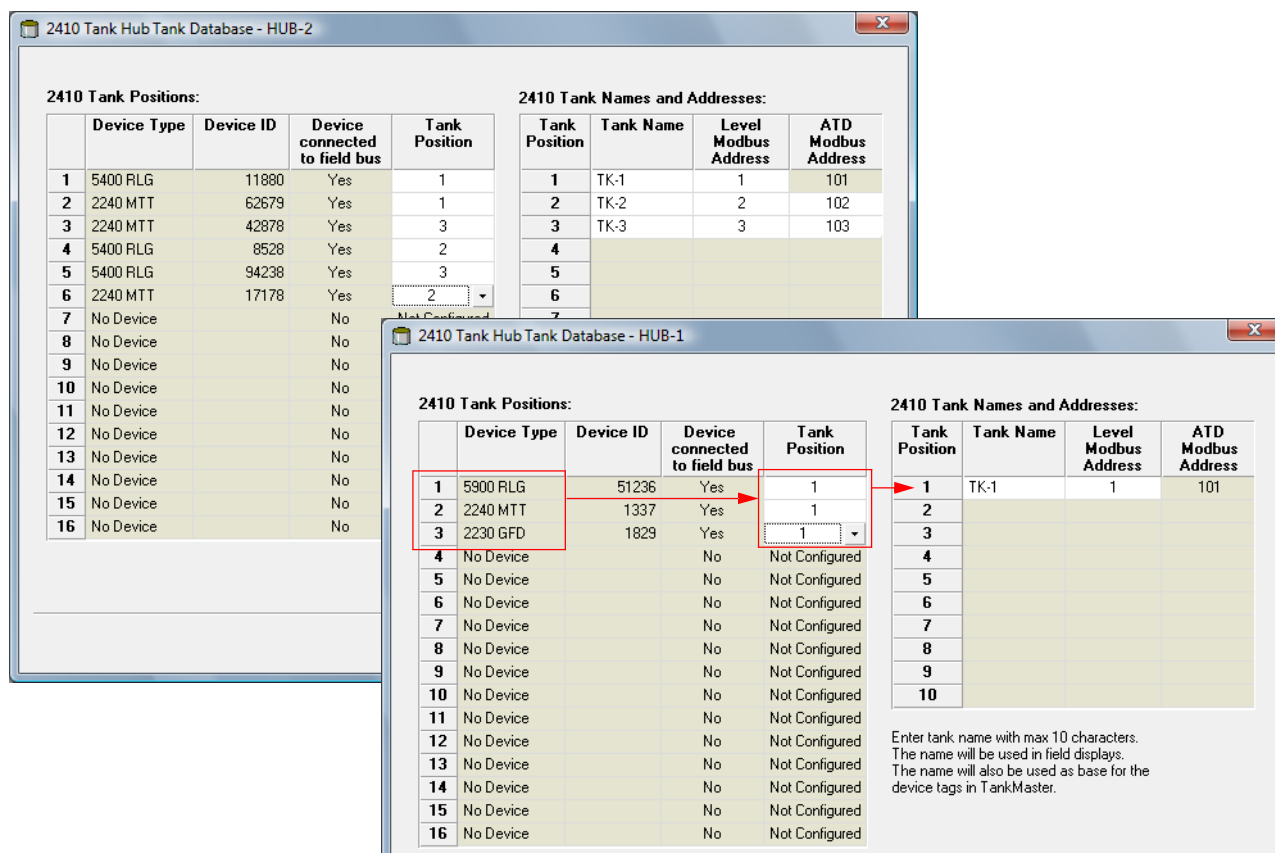 2410 Tank Hub Tank Database - HUB-2
2410 Tank Positions:
Device Type Device ID Device connected to field bus Tank Position
1 5400 RLG 11880 Yes 1
2 2240 MTT 62679 Yes 1
3 2240 MTT 42878 Yes 3
4 5400 RLG 8528 Yes 2
5 5400 RLG 94238 Yes 3
6 2240 MTT 17178 Yes 2
7 No Device No Not Configured
8 No Device No
9 No Device No
10 No Device No
11 No Device No
12 No Device No
13 No Device No
14 No Device No
15 No Device No
16 No Device No
2410 Tank Names and Addresses:
Tank Position Tank Name Level Modbus Address ATD Modbus Address
1 TK-1 1 101
2 TK-2 2 102
3 TK-3 3 103
4
5
6
7
2410 Tank Hub Tank Database - HUB-1
2410 Tank Positions:
Device Type Device ID Device connected to field bus Tank Position
1 5900 RLG 51236 Yes 1
2 2240 MTT 1337 Yes 1
3 2230 GFD 1829 Yes 1
4 No Device No Not Configured
5 No Device No Not Configured
6 No Device No Not Configured
7 No Device No Not Configured
8 No Device No Not Configured
9 No Device No Not Configured
10 No Device No Not Configured
11 No Device No Not Configured
12 No Device No Not Configured
13 No Device No Not Configured
14 No Device No Not Configured
15 No Device No Not Configured
16 No Device No Not Configured
2410 Tank Names and Addresses:
Tank Position Tank Name Level Modbus Address ATD Modbus Address
1 TK-1 1 101
2
3
4
5
6
7
8
9
10
Enter tank name with max 10 characters.
The name will be used in field displays.
The name will also be used as base for the
device tags in TankMaster.